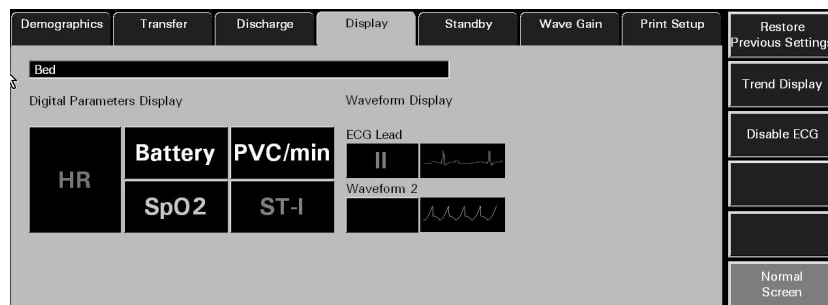 Demographics Transfer Discharge Display Standby Wave Gain Print Setup
Restore
Previous Settings
Bed
Trend Display
Digital Parameters Display Waveform Display
Disable ECG
ECG Lead
HR Battery PVC/min II
Waveform 2
SpO2 ST-I
Normal
Screen